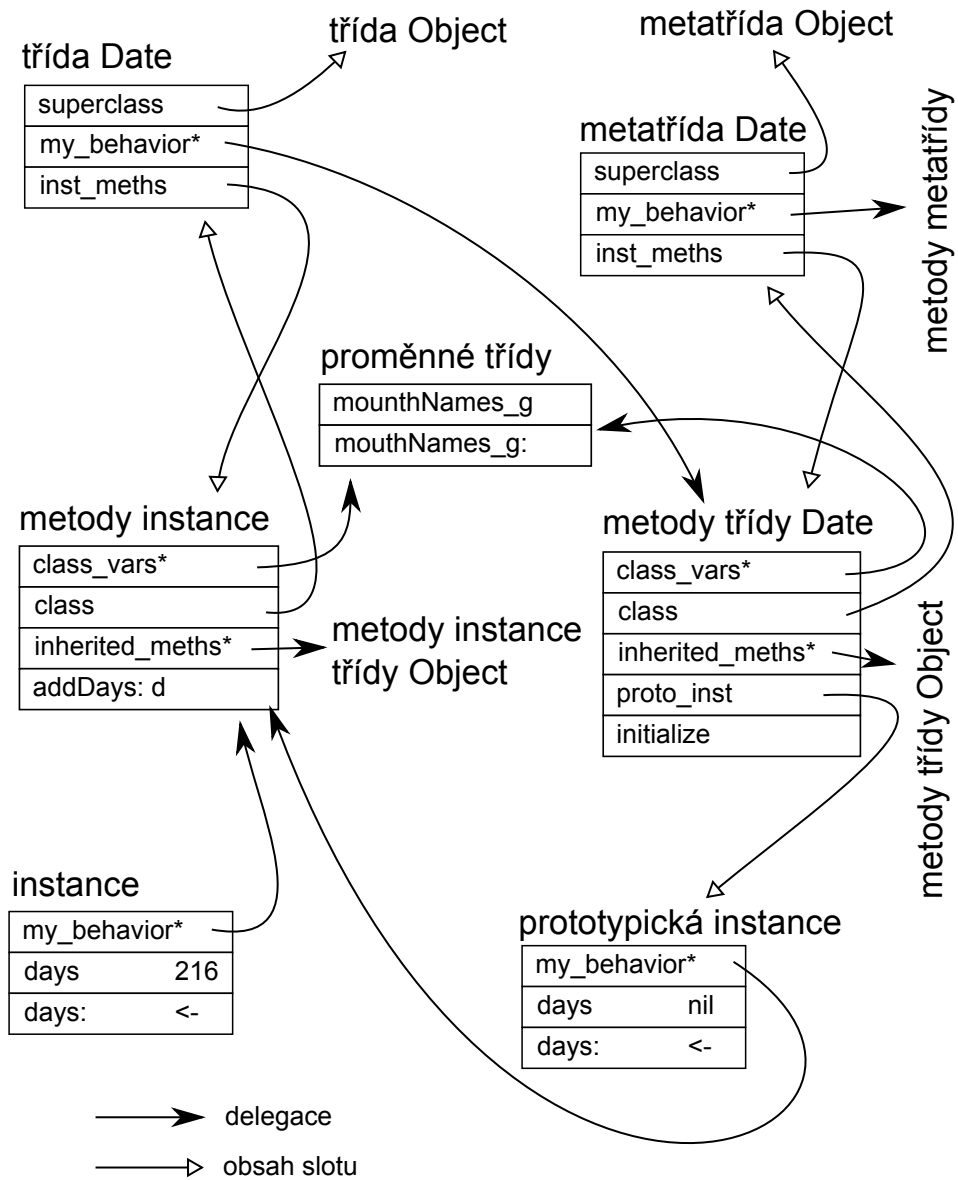 třída Object
metatřída Object
třída Date
superclass
my_behavior*
inst_meths
metatřída Date
superclass
my_behavior*
inst_meths
metody metatřídy
proměnné třídy
mounthNames_g
mouthNames_g:
metody instance
class_vars*
class
inherited_meths*
addDays: d
metody instance
třídy Object
metody třídy Date
class_vars*
class
inherited_meths*
proto_inst
initialize
metody třídy Object
instance
my_behavior*
days 216
days: <-
prototypická instance
my_behavior*
days nil
days: <-
delegace
obsah slotu